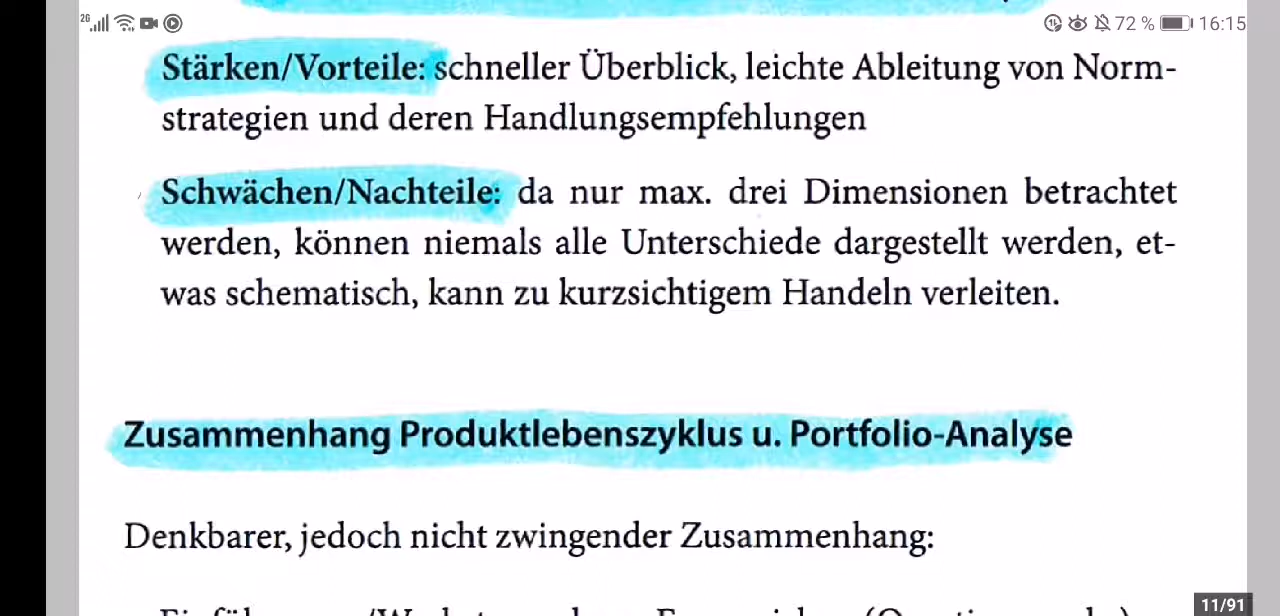 2G 72 % 16:15
Stärken/Vorteile: schneller Überblick, leichte Ableitung von Norm-
strategien und deren Handlungsempfehlungen
Schwächen/Nachteile: da nur max. drei Dimensionen betrachtet
werden, können niemals alle Unterschiede dargestellt werden, et-
was schematisch, kann zu kurzsichtigem Handeln verleiten.
Zusammenhang Produktlebenszyklus u. Portfolio-Analyse
Denkbarer, jedoch nicht zwingender Zusammenhang:
11/91